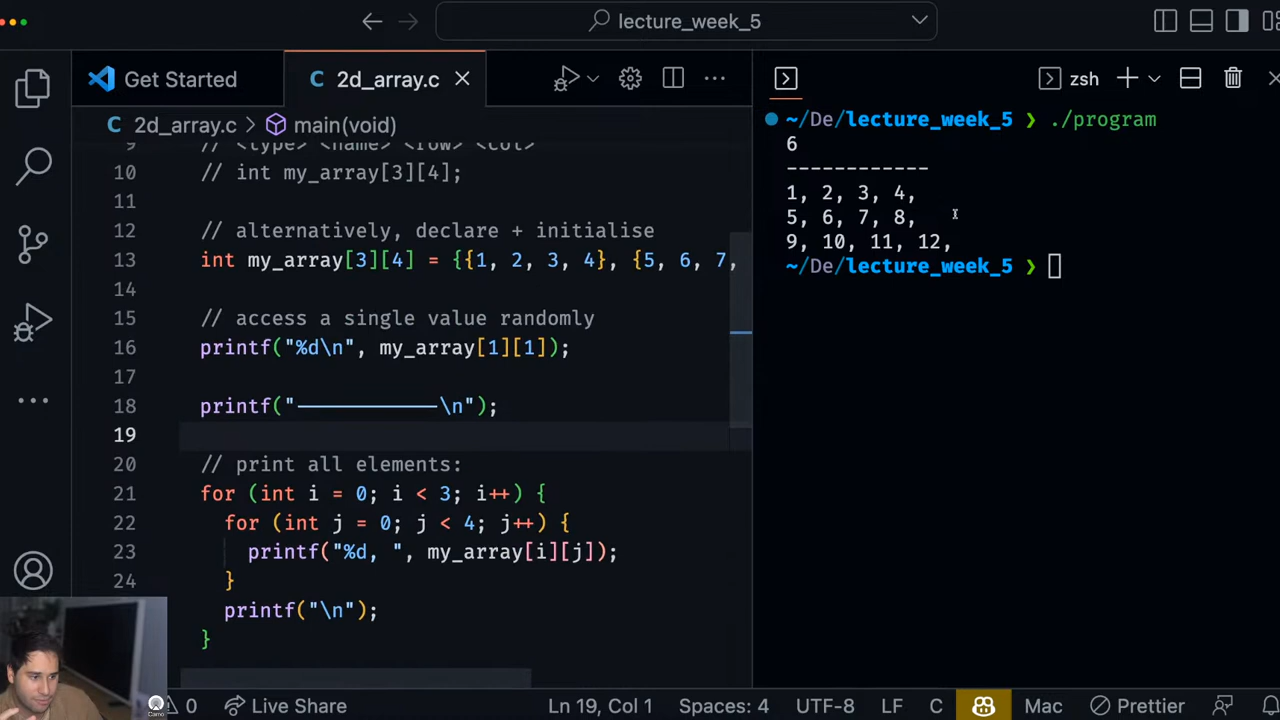 lecture_week_5
Get Started
C 2d_array.c
zsh
C 2d_array.c > main(void)
9 // <type> <name> <row> <col>
10 // int my_array[3][4];
11
12 // alternatively, declare + initialise
13 int my_array[3][4] = {{1, 2, 3, 4}, {5, 6, 7,
14
15 // access a single value randomly
16 printf("%d\n", my_array[1][1]);
17
18 printf("------------\n");
19
20 // print all elements:
21 for (int i = 0; i < 3; i++) {
22 for (int j = 0; j < 4; j++) {
23 printf("%d, ", my_array[i][j]);
24 }
printf("\n");
}
~/De/lecture_week_5 ❯ ./program
6
------------
1, 2, 3, 4,
5, 6, 7, 8,
9, 10, 11, 12,
~/De/lecture_week_5 ❯
0
Live Share
Ln 19, Col 1
Spaces: 4
UTF-8
LF
C
Mac
Prettier